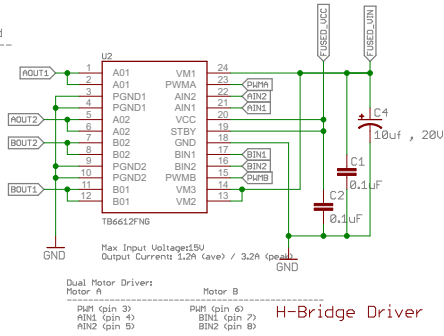 d
FUSED_VCC
FUSED_VIN
U2
AOUT1
1 A01 VM1 24
2 A01 PWMA 23 PWMA
3 PGND1 AIN2 22 AIN2
4 PGND1 AIN1 21 AIN1
AOUT2 5 A02 VCC 20
6 A02 STBY 19
BOUT2 7 B02 GND 18
8 B02 BIN1 17 BIN1
9 PGND2 BIN2 16 BIN2
10 PGND2 PWMB 15 PWMB
BOUT1 11 B01 VM3 14
12 B01 VM2 13
TB6612FNG
C4
10uf , 20V
C1
0.1uF
C2
0.1uF
GND
GND
Max Input Voltage:15V
Output Current: 1.2A (ave) / 3.2A (peak)
Dual Motor Driver:
Motor A Motor B
PWM (pin 3) PWM (pin 6)
AIN1 (pin 4) BIN1 (pin 7)
AIN2 (pin 5) BIN2 (pin 8)
H-Bridge Driver